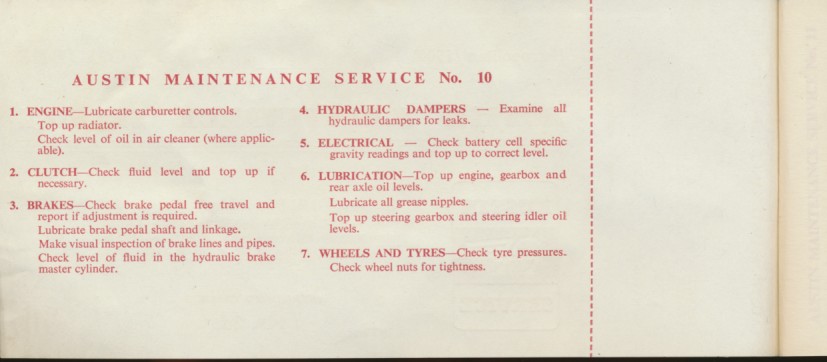 AUSTIN MAINTENANCE SERVICE No. 10
1. ENGINE—Lubricate carburetter controls.
Top up radiator.
Check level of oil in air cleaner (where applic-
able).
2. CLUTCH—Check fluid level and top up if
necessary.
3. BRAKES—Check brake pedal free travel and
report if adjustment is required.
Lubricate brake pedal shaft and linkage.
Make visual inspection of brake lines and pipes.
Check level of fluid in the hydraulic brake
master cylinder.
4. HYDRAULIC DAMPERS — Examine all
hydraulic dampers for leaks.
5. ELECTRICAL — Check battery cell specific
gravity readings and top up to correct level.
6. LUBRICATION—Top up engine, gearbox and
rear axle oil levels.
Lubricate all grease nipples.
Top up steering gearbox and steering idler oil
levels.
7. WHEELS AND TYRES—Check tyre pressures.
Check wheel nuts for tightness.